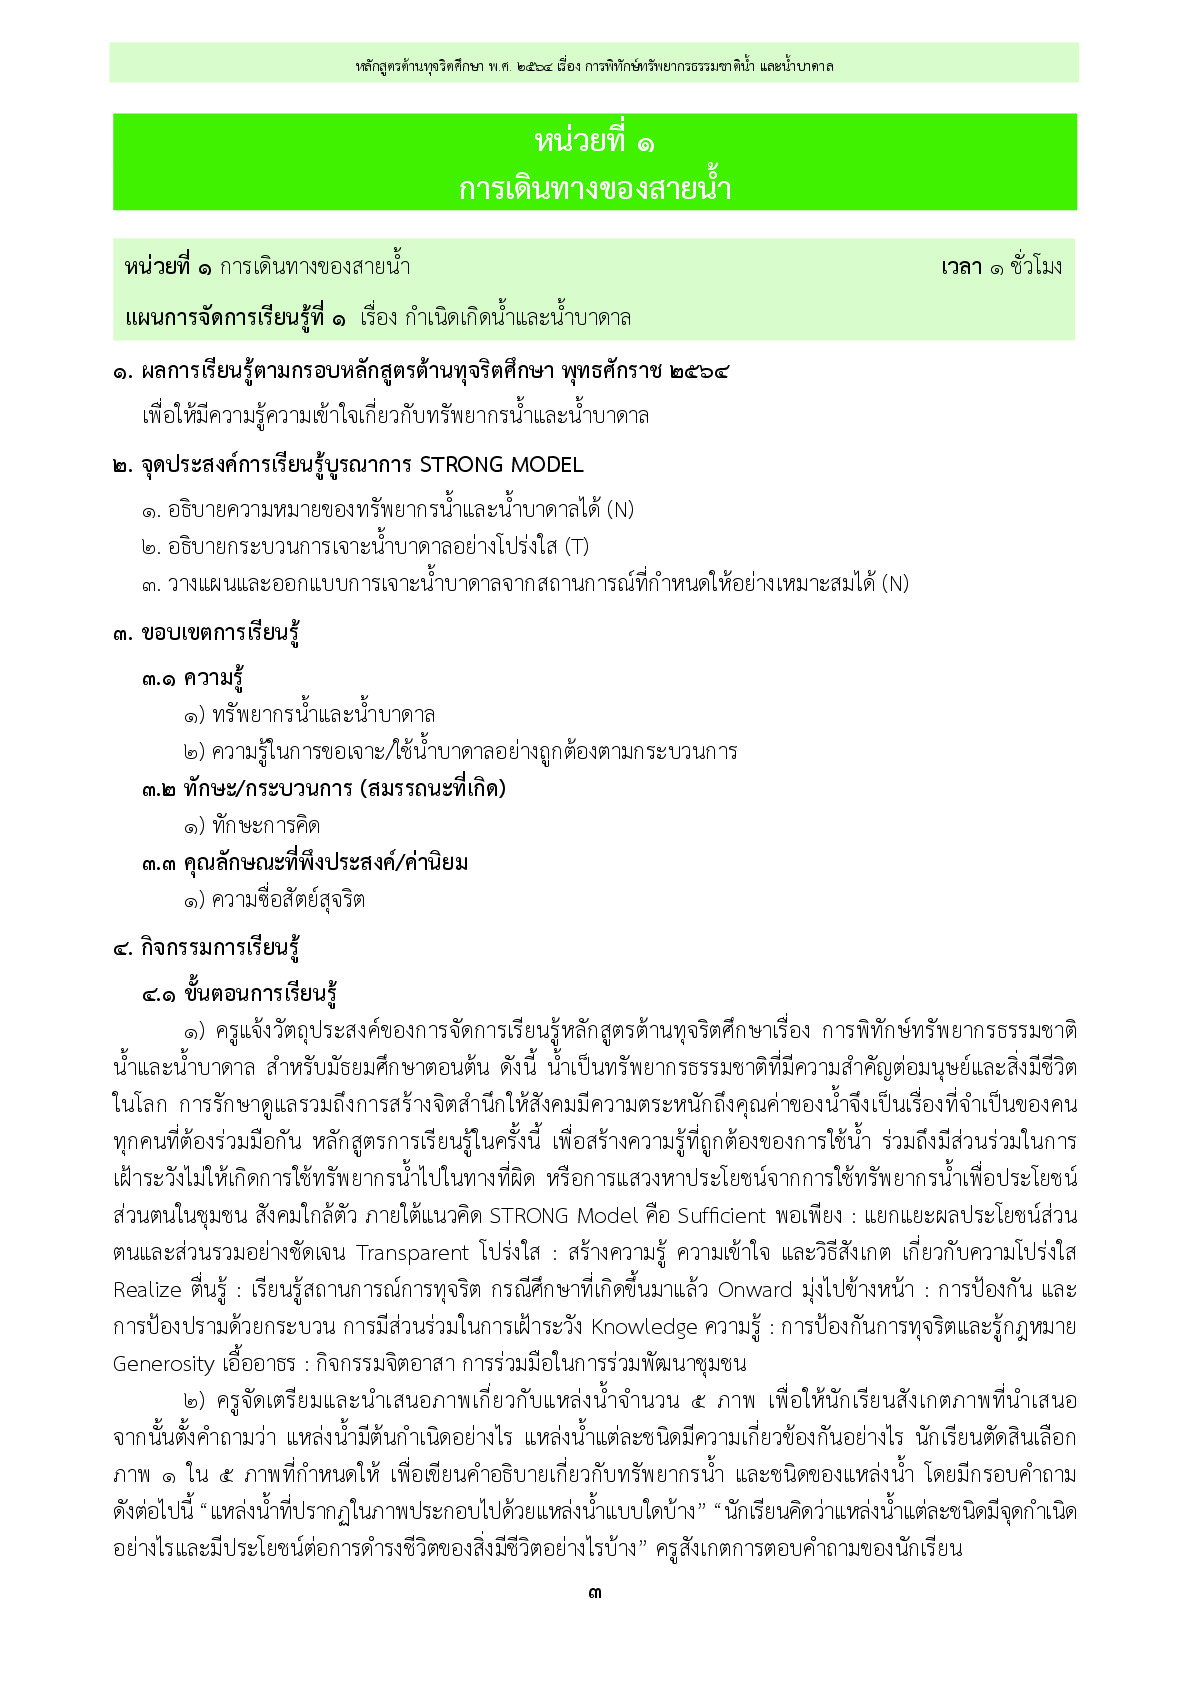 หลักสูตรต้านทุจริตศึกษา พ.ศ. ๒๕๖๔ เรื่อง การพิทักษ์ทรัพยากรธรรมชาติน้ำ และน้ำบาดาล
หน่วยที่ ๑
การเดินทางของสายน้ำ
หน่วยที่ ๑ การเดินทางของสายน้ำ เวลา ๑ ชั่วโมง
แผนการจัดการเรียนรู้ที่ ๑ เรื่อง กำเนิดเกิดน้ำและน้ำบาดาล
๑. ผลการเรียนรู้ตามกรอบหลักสูตรต้านทุจริตศึกษา พุทธศักราช ๒๕๖๔
เพื่อให้มีความรู้ความเข้าใจเกี่ยวกับทรัพยากรน้ำและน้ำบาดาล
๒. จุดประสงค์การเรียนรู้บูรณาการ STRONG MODEL
๑. อธิบายความหมายของทรัพยากรน้ำและน้ำบาดาลได้ (N)
๒. อธิบายกระบวนการเจาะน้ำบาดาลอย่างโปร่งใส (T)
๓. วางแผนและออกแบบการเจาะน้ำบาดาลจากสถานการณ์ที่กำหนดให้อย่างเหมาะสมได้ (N)
๓. ขอบเขตการเรียนรู้
๓.๑ ความรู้
๑) ทรัพยากรน้ำและน้ำบาดาล
๒) ความรู้ในการขอเจาะ/ใช้น้ำบาดาลอย่างถูกต้องตามกระบวนการ
๓.๒ ทักษะ/กระบวนการ (สมรรถนะที่เกิด)
๑) ทักษะการคิด
๓.๓ คุณลักษณะที่พึงประสงค์/ค่านิยม
๑) ความซื่อสัตย์สุจริต
๔. กิจกรรมการเรียนรู้
๔.๑ ขั้นตอนการเรียนรู้
๑) ครูแจ้งวัตถุประสงค์ของการจัดการเรียนรู้หลักสูตรต้านทุจริตศึกษาเรื่อง การพิทักษ์ทรัพยากรธรรมชาติ
น้ำและน้ำบาดาล สำหรับมัธยมศึกษาตอนต้น ดังนี้ น้ำเป็นทรัพยากรธรรมชาติที่มีความสำคัญต่อมนุษย์และสิ่งมีชีวิต
ในโลก การรักษาดูแลรวมถึงการสร้างจิตสำนึกให้สังคมมีความตระหนักถึงคุณค่าของน้ำจึงเป็นเรื่องที่จำเป็นของคน
ทุกคนที่ต้องร่วมมือกัน หลักสูตรการเรียนรู้ในครั้งนี้ เพื่อสร้างความรู้ที่ถูกต้องของการใช้น้ำ ร่วมถึงมีส่วนร่วมในการ
เฝ้าระวังไม่ให้เกิดการใช้ทรัพยากรน้ำไปในทางที่ผิด หรือการแสวงหาประโยชน์จากการใช้ทรัพยากรน้ำเพื่อประโยชน์
ส่วนตนในชุมชน สังคมใกล้ตัว ภายใต้แนวคิด STRONG Model คือ Sufficient พอเพียง : แยกแยะผลประโยชน์ส่วน
ตนและส่วนรวมอย่างชัดเจน Transparent โปร่งใส : สร้างความรู้ ความเข้าใจ และวิธีสังเกต เกี่ยวกับความโปร่งใส
Realize ตื่นรู้ : เรียนรู้สถานการณ์การทุจริต กรณีศึกษาที่เกิดขึ้นมาแล้ว Onward มุ่งไปข้างหน้า : การป้องกัน และ
การป้องปรามด้วยกระบวน การมีส่วนร่วมในการเฝ้าระวัง Knowledge ความรู้ : การป้องกันการทุจริตและรู้กฎหมาย
Generosity เอื้ออาธร : กิจกรรมจิตอาสา การร่วมมือในการร่วมพัฒนาชุมชน
๒) ครูจัดเตรียมและนำเสนอภาพเกี่ยวกับแหล่งน้ำจำนวน ๕ ภาพ เพื่อให้นักเรียนสังเกตภาพที่นำเสนอ
จากนั้นตั้งคำถามว่า แหล่งน้ำมีต้นกำเนิดอย่างไร แหล่งน้ำแต่ละชนิดมีความเกี่ยวข้องกันอย่างไร นักเรียนตัดสินเลือก
ภาพ ๑ ใน ๕ ภาพที่กำหนดให้ เพื่อเขียนคำอธิบายเกี่ยวกับทรัพยากรน้ำ และชนิดของแหล่งน้ำ โดยมีกรอบคำถาม
ดังต่อไปนี้ “แหล่งน้ำที่ปรากฏในภาพประกอบไปด้วยแหล่งน้ำแบบใดบ้าง” “นักเรียนคิดว่าแหล่งน้ำแต่ละชนิดมีจุดกำเนิด
อย่างไรและมีประโยชน์ต่อการดำรงชีวิตของสิ่งมีชีวิตอย่างไรบ้าง” ครูสังเกตการตอบคำถามของนักเรียน
๓